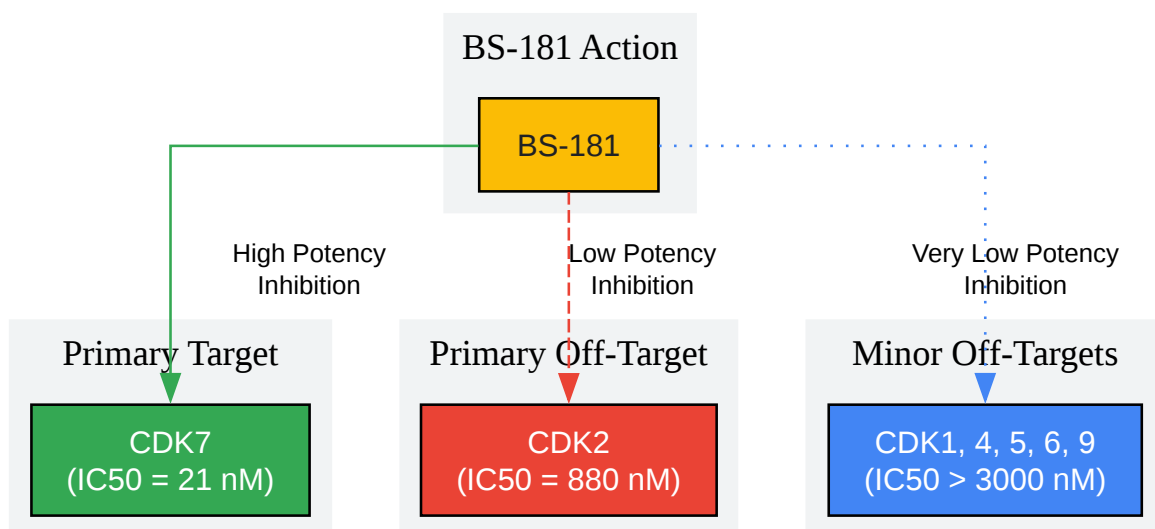 BS-181 Action
BS-181
High Potency
Inhibition
Low Potency
Inhibition
Very Low Potency
Inhibition
Primary Target
CDK7
(IC50 = 21 nM)
Primary Off-Target
CDK2
(IC50 = 880 nM)
Minor Off-Targets
CDK1, 4, 5, 6, 9
(IC50 > 3000 nM)